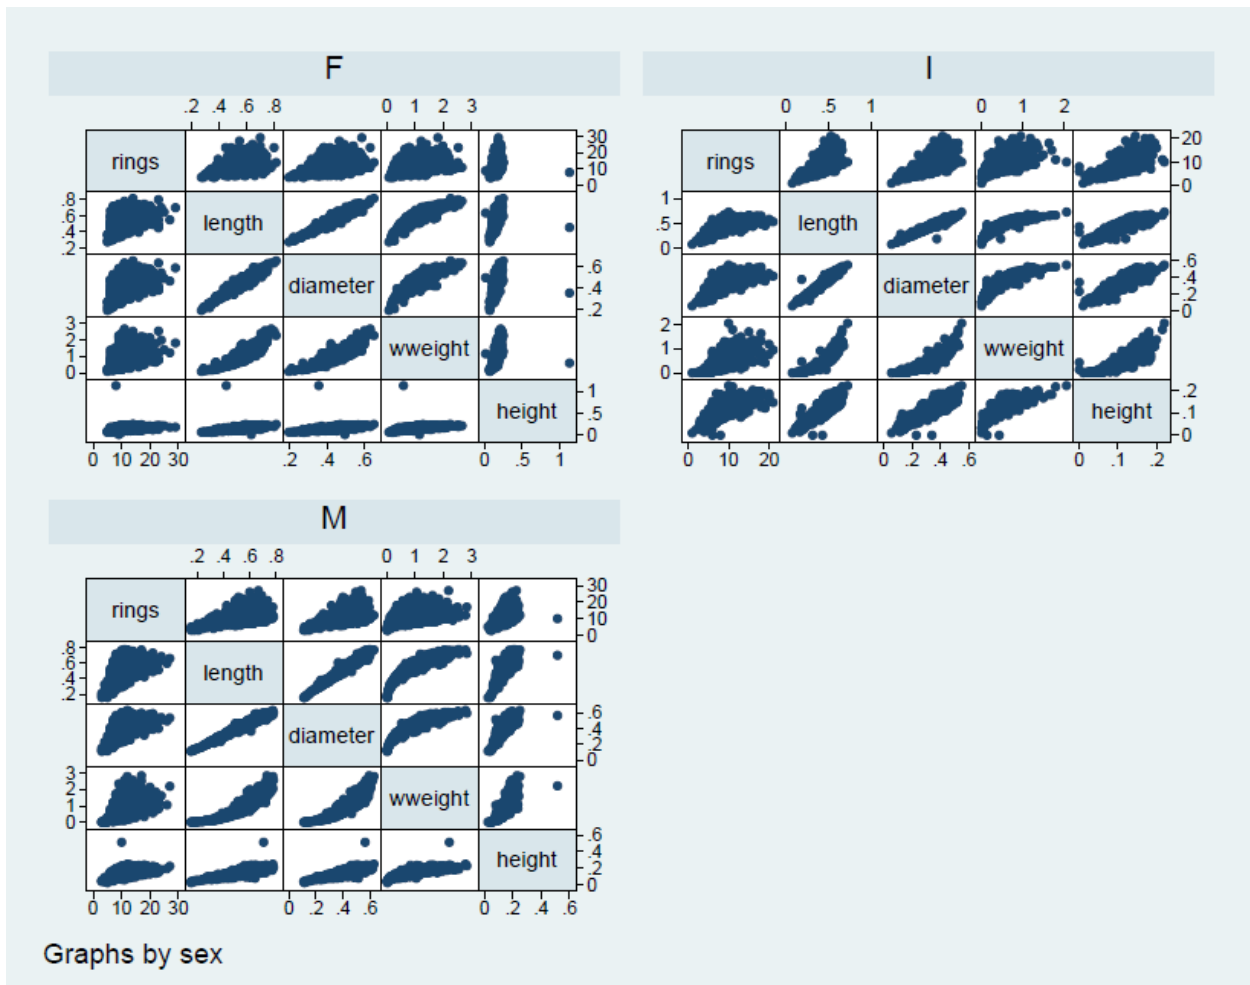 F
.2 .4 .6 .8 0 1 2 3
rings 30
20
10
0
.8
.6
.4
.2
length
diameter .6
.4
.2
3
2
1
0
wweight
height 1
.5
0
0 10 20 30 .2 .4 .6 0 .5 1
I
0 .5 1 0 1 2
rings 20
10
0
1
.5
0
length
diameter .6
.4
.2
0
2
1
0
wweight
height .2
.1
0
0 10 20 0 .2 .4 .6 0 .1 .2
M
.2 .4 .6 .8 0 1 2 3
rings 30
20
10
0
.8
.6
.4
.2
length
diameter .6
.4
.2
0
3
2
1
0
wweight
height .6
.4
.2
0
0 10 20 30 0 .2 .4 .6 0 .2 .4 .6
Graphs by sex